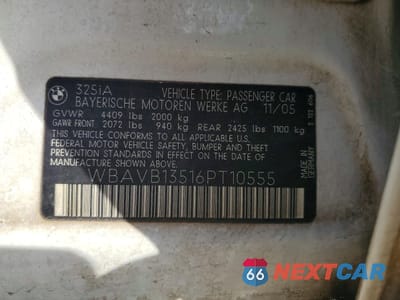 325iA VEHICLE TYPE: PASSENGER CAR
BAYERISCHE MOTOREN WERKE AG 11/05
GVWR 4409 lbs 2000 kg
GAWR FRONT 2072 lbs 940 kg REAR 2425 lbs 1100 kg
THIS VEHICLE CONFORMS TO ALL APPLICABLE U.S.
FEDERAL MOTOR VEHICLE SAFETY, BUMPER AND THEFT
PREVENTION STANDARDS IN EFFECT ON THE DATE OF
MANUFACTURE SHOWN ABOVE.
WBAVB13516PT10555
MADE IN
GERMANY
66 NEXTCAR